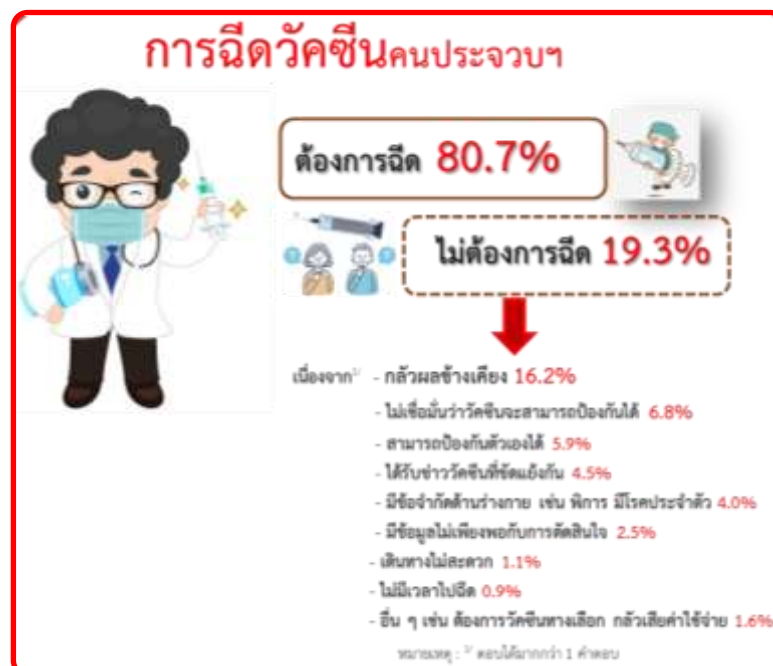 การฉีดวัคซีนคนประจวบฯ
ต้องการฉีด 80.7%
ไม่ต้องการฉีด 19.3%
เนื่องจาก¹/ - กลัวผลข้างเคียง 16.2%
- ไม่เชื่อมั่นว่าวัคซีนจะสามารถป้องกันได้ 6.8%
- สามารถป้องกันตัวเองได้ 5.9%
- ได้รับข่าววัคซีนที่ขัดแย้งกัน 4.5%
- มีข้อจำกัดด้านร่างกาย เช่น พิการ มีโรคประจำตัว 4.0%
- มีข้อมูลไม่เพียงพอกับการตัดสินใจ 2.5%
- เดินทางไม่สะดวก 1.1%
- ไม่มีเวลาไปฉีด 0.9%
- อื่น ๆ เช่น ต้องการวัคซีนทางเลือก กลัวเสียค่าใช้จ่าย 1.6%
หมายเหตุ : ¹/ ตอบได้มากกว่า 1 คำตอบ